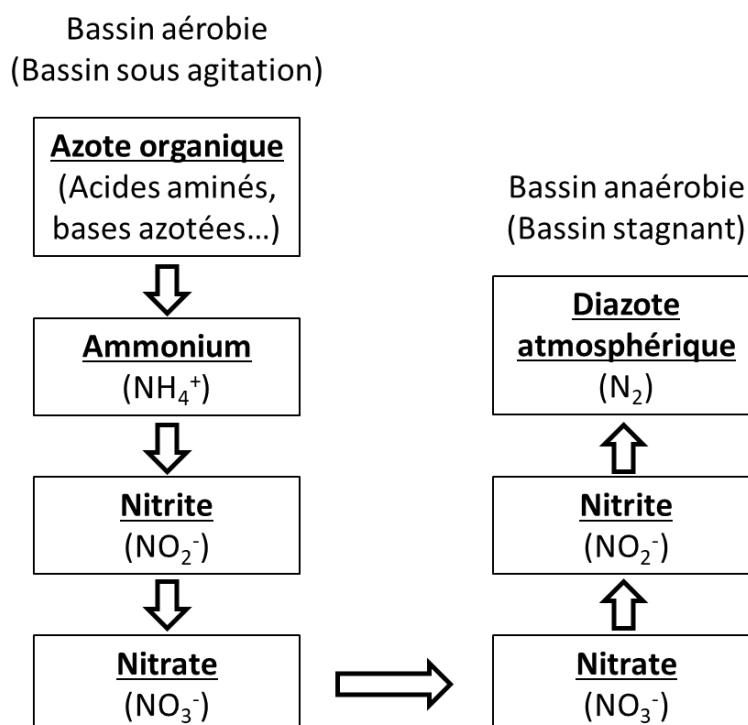 Bassin aérobie
(Bassin sous agitation)
Azote organique
(Acides aminés,
bases azotées...)
Ammonium
(NH₄⁺)
Nitrite
(NO₂⁻)
Nitrate
(NO₃⁻)
Bassin anaérobie
(Bassin stagnant)
Diazote
atmosphérique
(N₂)
Nitrite
(NO₂⁻)
Nitrate
(NO₃⁻)